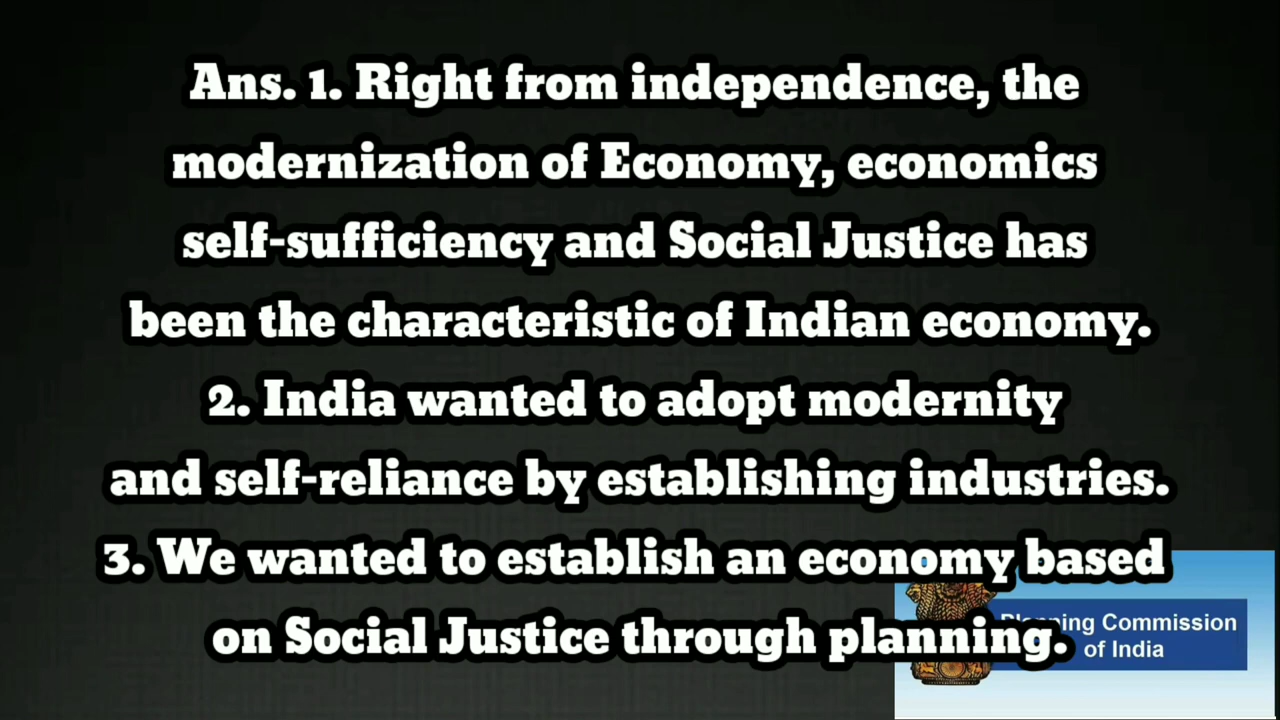 Ans. 1. Right from independence, the
modernization of Economy, economics
self-sufficiency and Social Justice has
been the characteristic of Indian economy.
2. India wanted to adopt modernity
and self-reliance by establishing industries.
3. We wanted to establish an economy based
on Social Justice through planning.
Planning Commission
of India